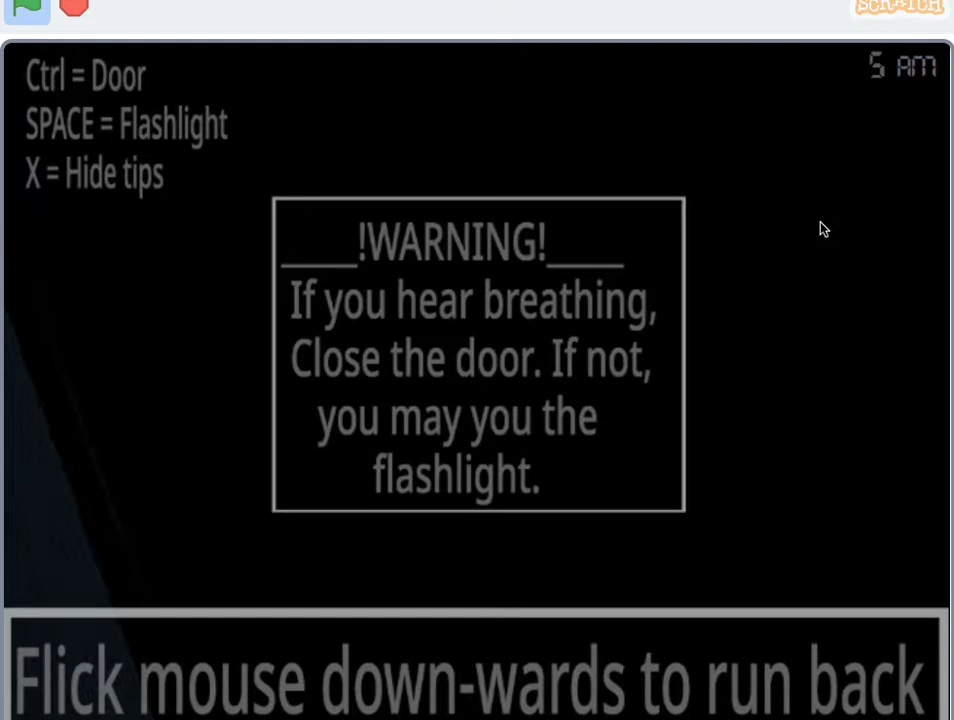 SCRATCH
Ctrl = Door
5 AM
SPACE = Flashlight
X = Hide tips
____!WARNING!____
If you hear breathing,
Close the door. If not,
you may you the
flashlight.
Flick mouse down-wards to run back